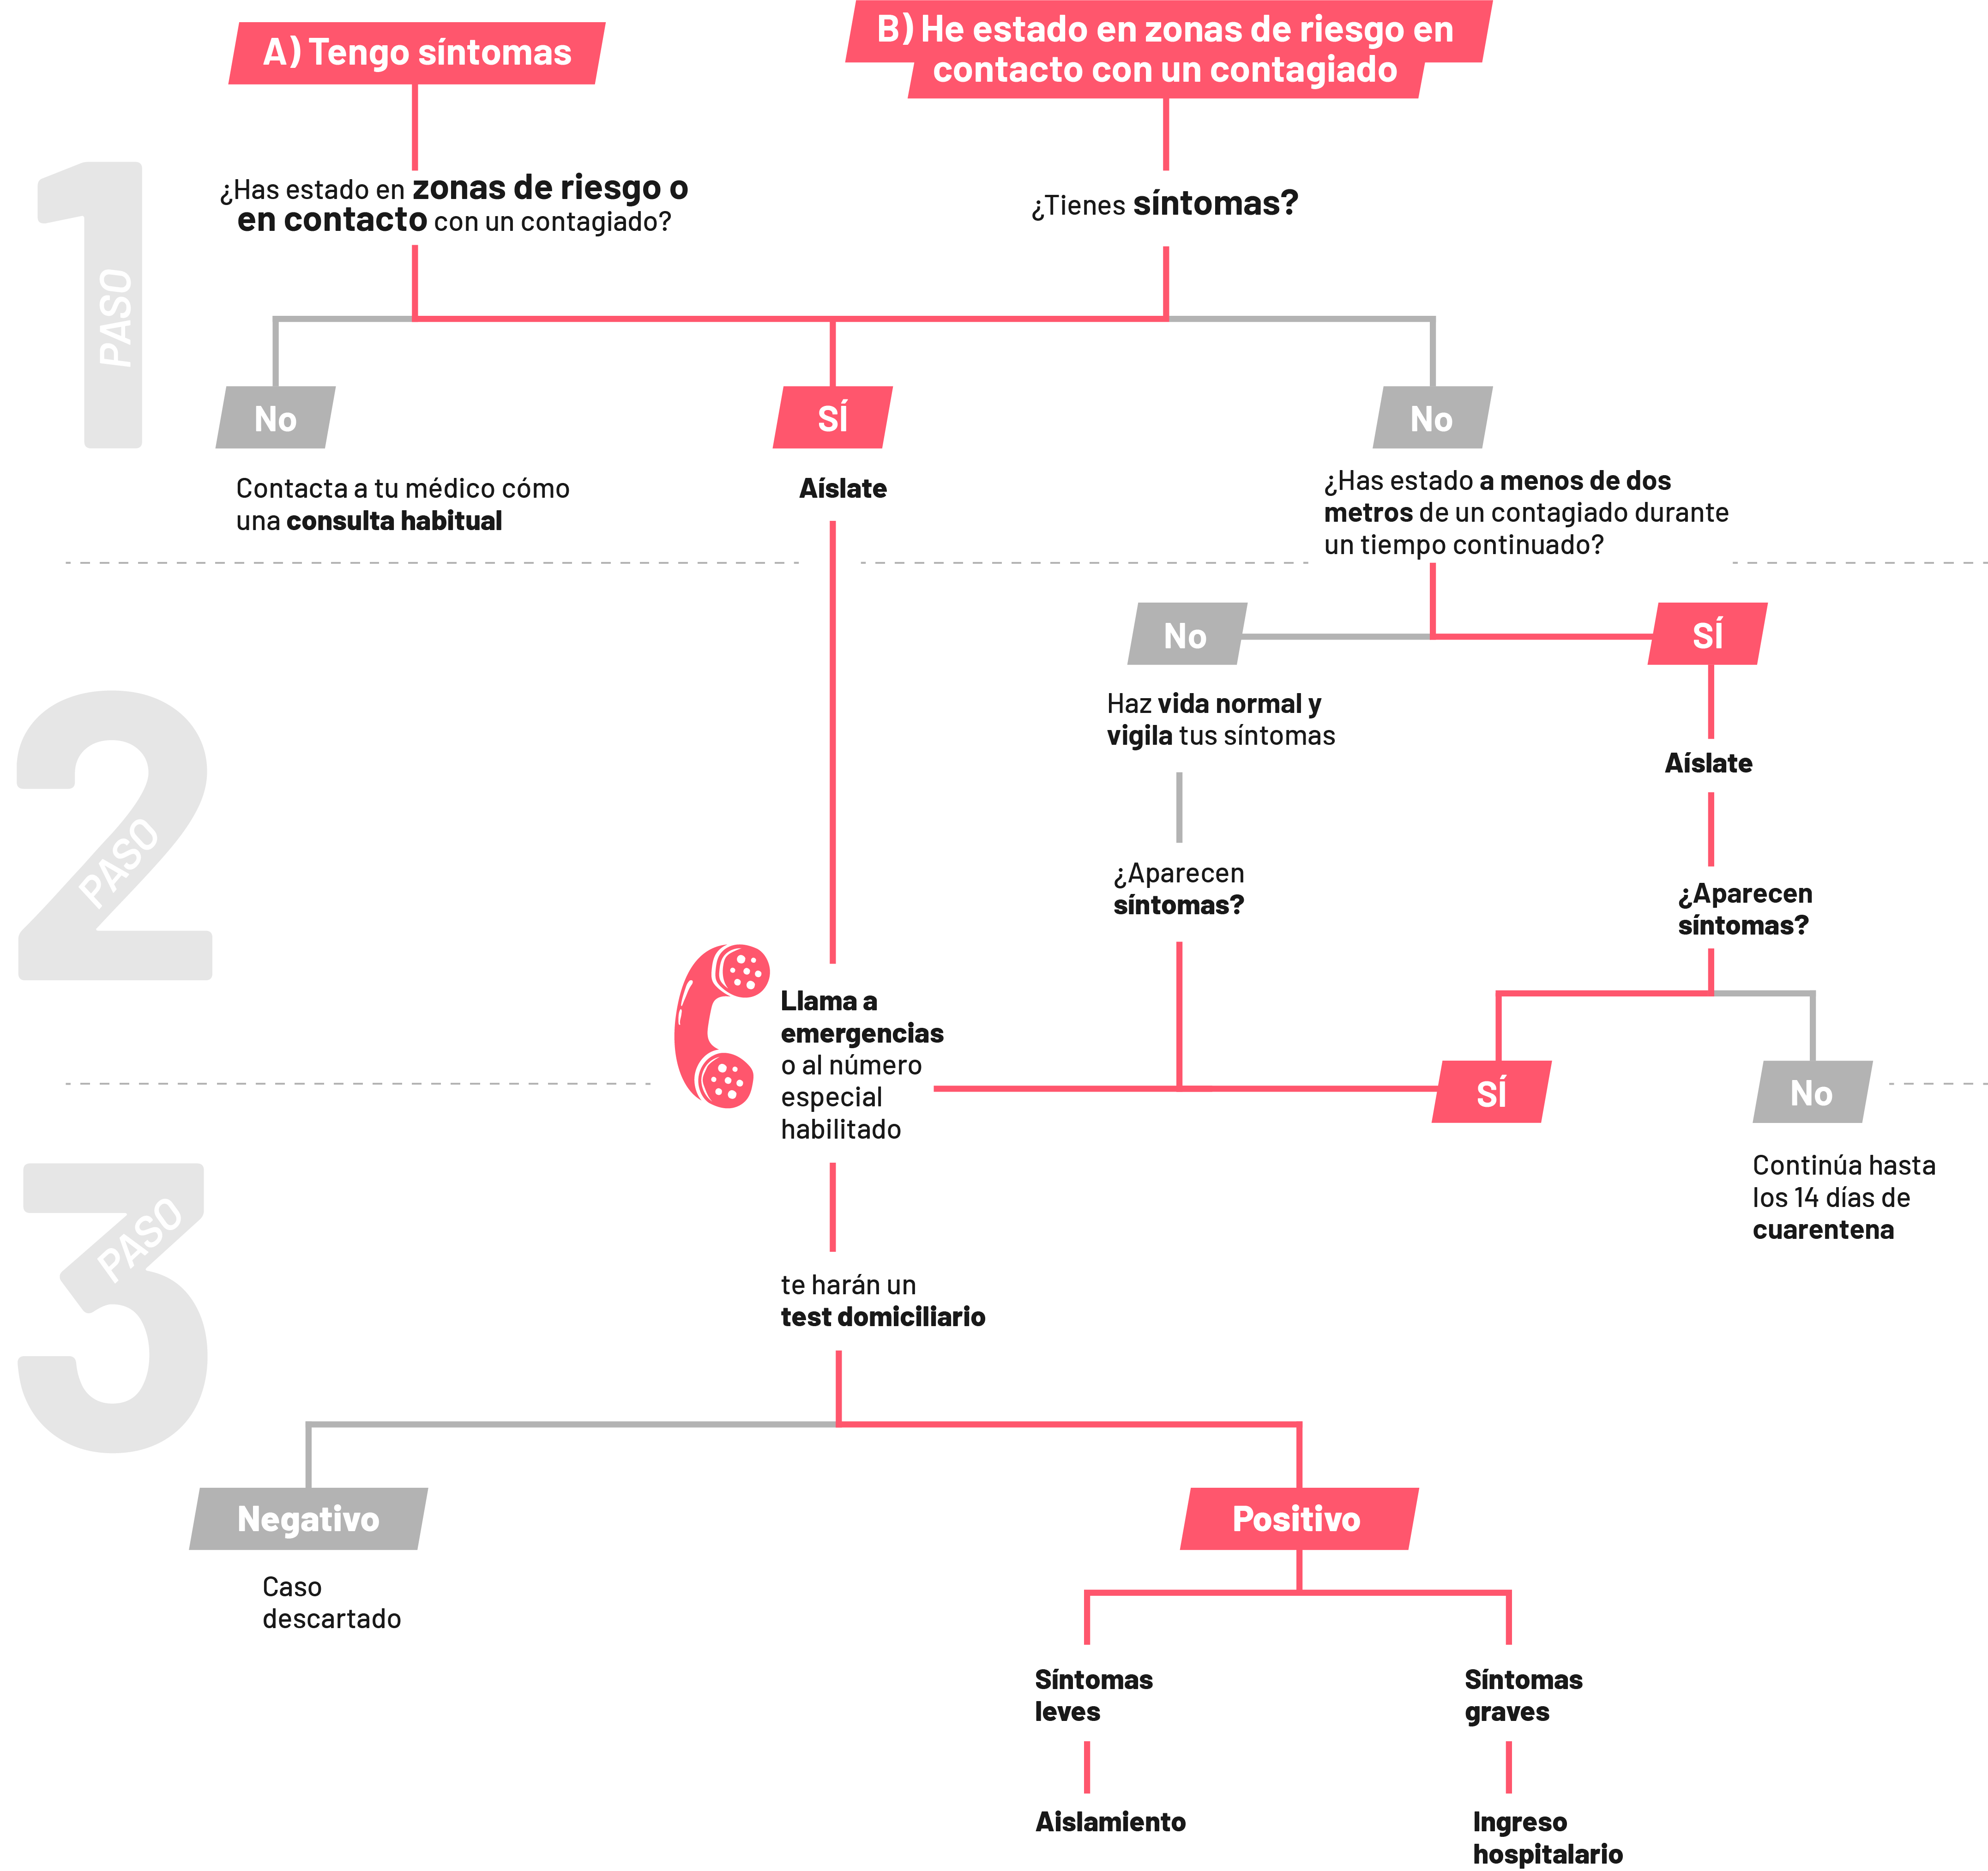 A) Tengo síntomas
B) He estado en zonas de riesgo en
contacto con un contagiado
¿Has estado en zonas de riesgo o
en contacto con un contagiado?
¿Tienes síntomas?
1
PASO
No
SÍ
No
Contacta a tu médico cómo
una consulta habitual
Aíslate
¿Has estado a menos de dos
metros de un contagiado durante
un tiempo continuado?
2
PASO
No
SÍ
Haz vida normal y
vigila tus síntomas
Aíslate
¿Aparecen
síntomas?
¿Aparecen
síntomas?
Llama a
emergencias
o al número
especial
habilitado
SÍ
No
Continúa hasta
los 14 días de
cuarentena
3
PASO
te harán un
test domiciliario
Negativo
Positivo
Caso
descartado
Síntomas
leves
Síntomas
graves
Aislamiento
Ingreso
hospitalario